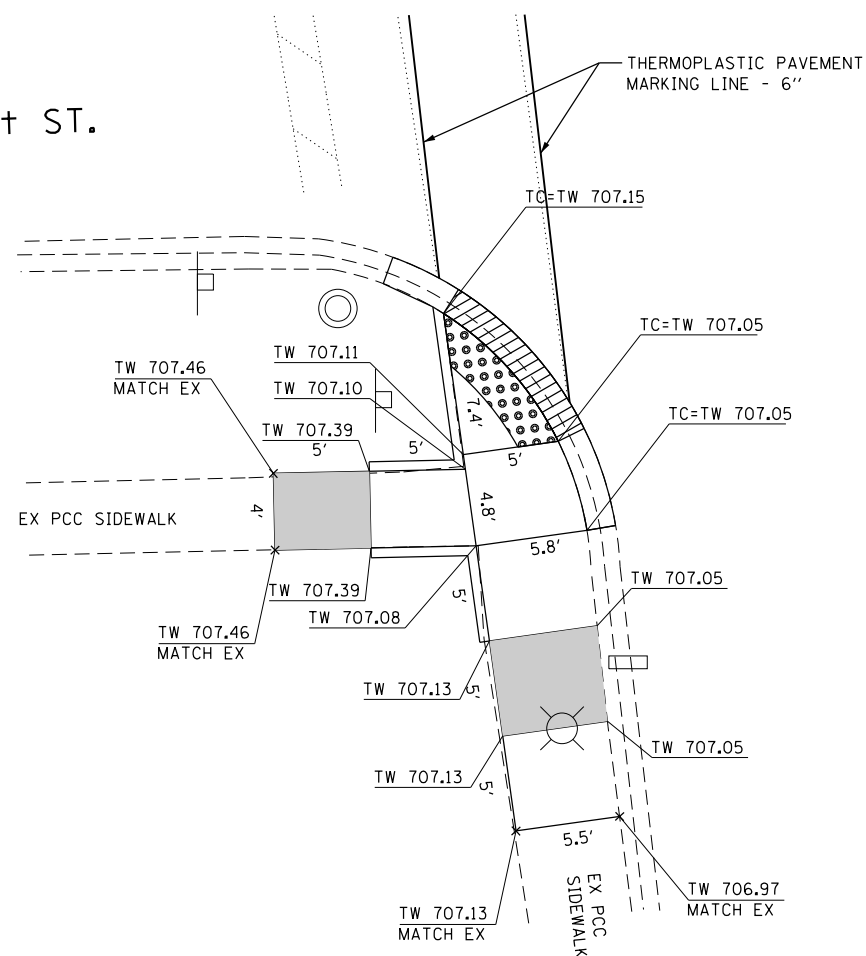 THERMOPLASTIC PAVEMENT
MARKING LINE - 6''
ST.
TC=TW 707.15
TC=TW 707.05
TW 707.11
TW 707.46
MATCH EX
TW 707.10
TC=TW 707.05
7.4'
TW 707.39
5'
5'
5'
4'
4.8'
EX PCC SIDEWALK
5.8'
TW 707.39
TW 707.05
5'
TW 707.08
TW 707.46
MATCH EX
TW 707.13
5'
TW 707.05
TW 707.13
5'
5.5'
EX PCC
SIDEWALK
TW 706.97
MATCH EX
TW 707.13
MATCH EX